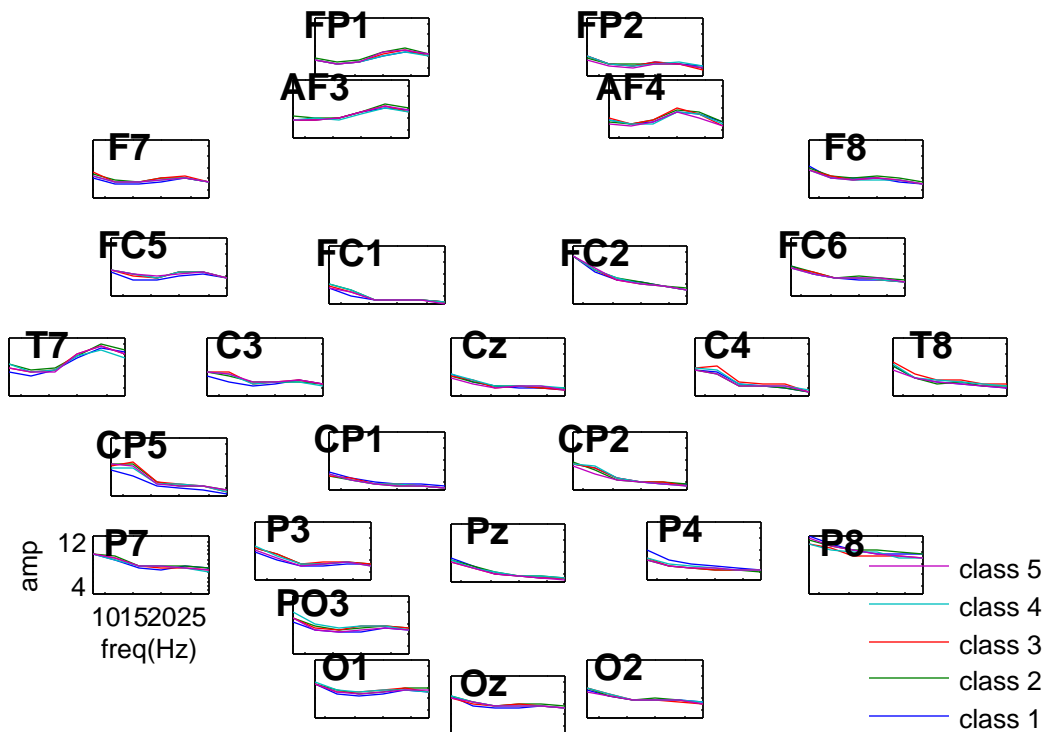 FP1 FP2
AF3 AF4
F7 F8
FC5 FC1 FC2 FC6
T7 C3 Cz C4 T8
CP5 CP1 CP2
P7 P3 Pz P4 P8
12
amp
4
10152025
freq(Hz)
PO3
O1 Oz O2
class 5
class 4
class 3
class 2
class 1